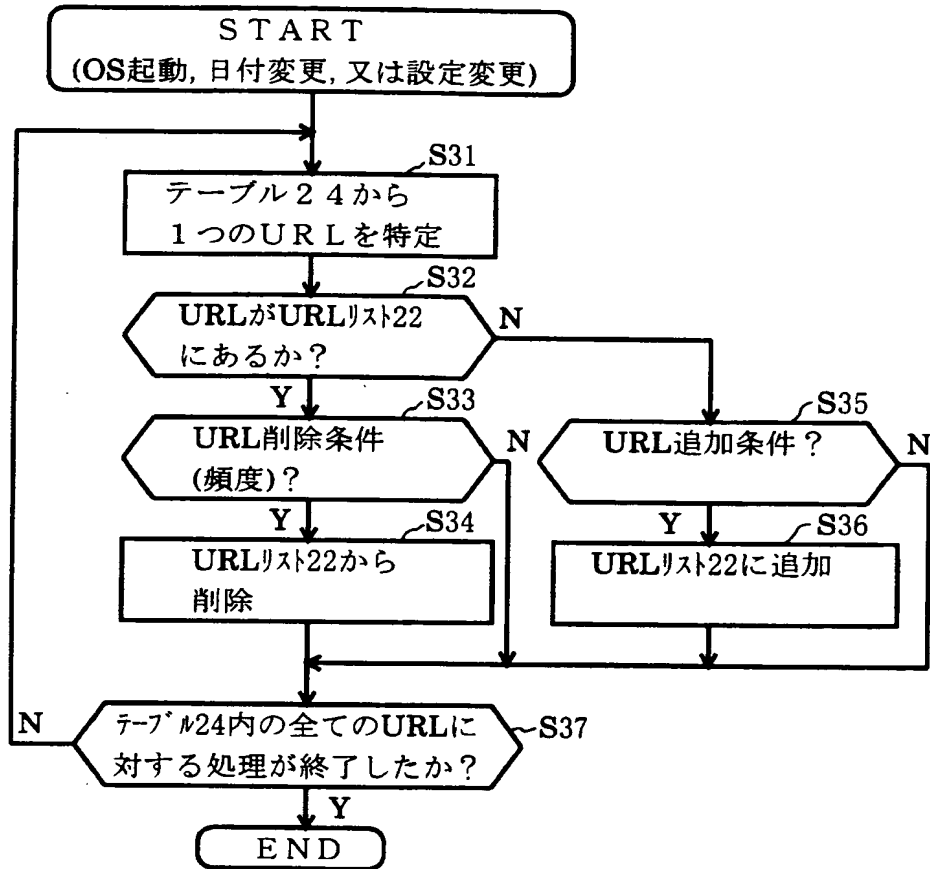 START
(OS起動, 日付変更, 又は設定変更)
S31
テーブル24から
1つのURLを特定
S32
URLがURLリスト22
にあるか?
N
Y
S33
URL削除条件
(頻度)?
N
S35
URL追加条件?
N
Y
S34
URLリスト22から
削除
Y
S36
URLリスト22に追加
N
テーブル24内の全てのURLに
対する処理が終了したか?
S37
Y
END